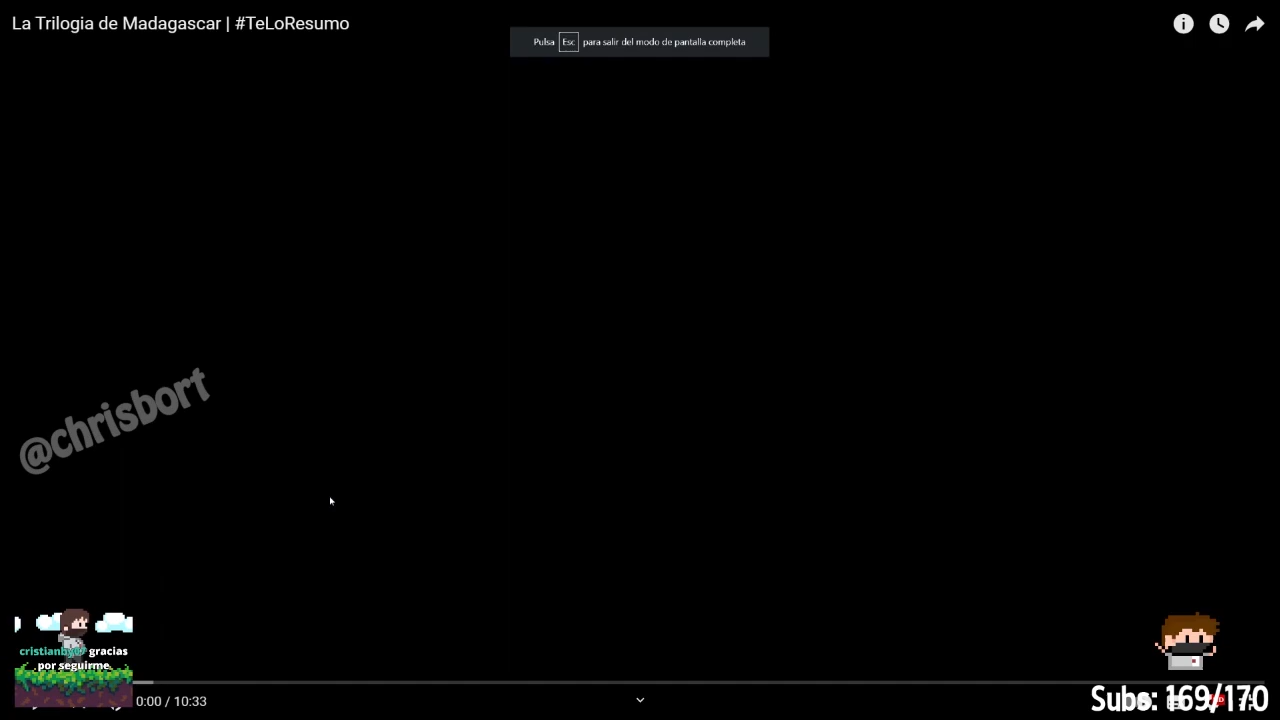 La Trilogia de Madagascar | #TeLoResumo
Pulsa Esc para salir del modo de pantalla completa
@chrisbort
gracias
por seguirme
0:00 / 10:33
Subs: 169/170